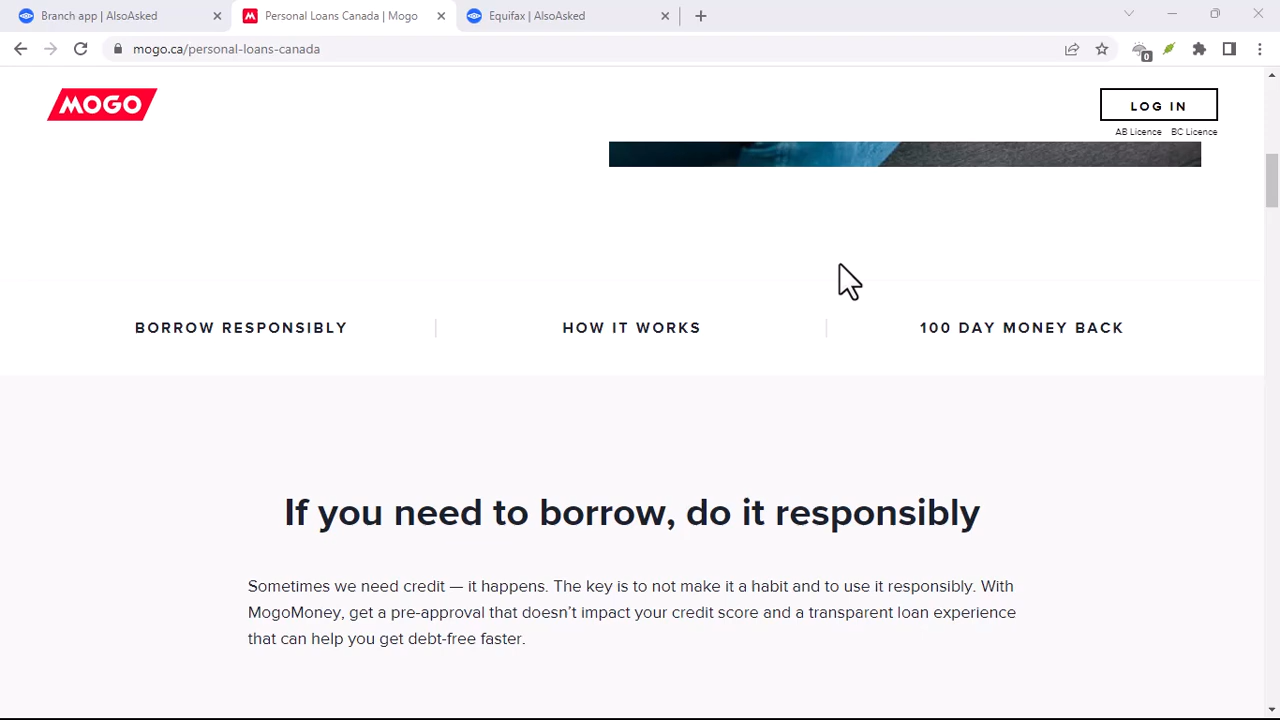 Branch app | AlsoAsked
Personal Loans Canada | Mogo
Equifax | AlsoAsked
mogo.ca/personal-loans-canada
0
MOGO
LOG IN
AB Licence BC Licence
BORROW RESPONSIBLY
HOW IT WORKS
100 DAY MONEY BACK
If you need to borrow, do it responsibly
Sometimes we need credit — it happens. The key is to not make it a habit and to use it responsibly. With
MogoMoney, get a pre-approval that doesn't impact your credit score and a transparent loan experience
that can help you get debt-free faster.